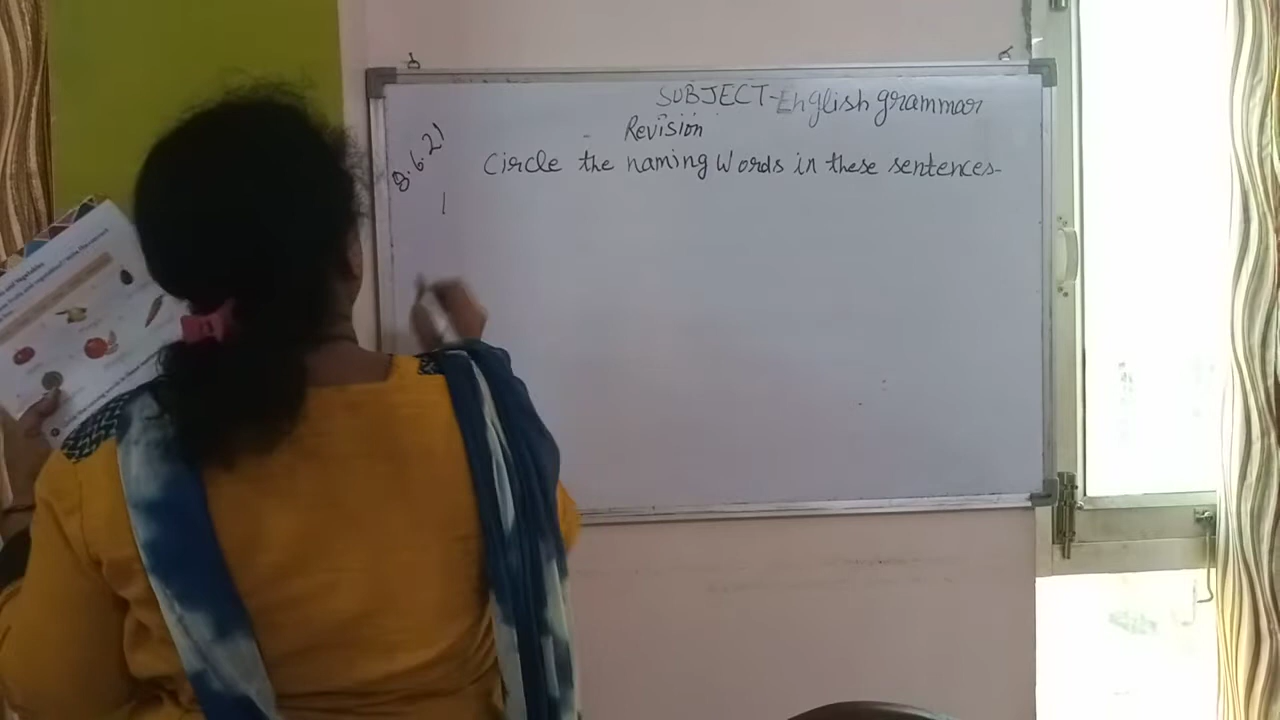 SUBJECT-English grammar
Revision
8.6.21
Circle the naming words in these sentences-
1